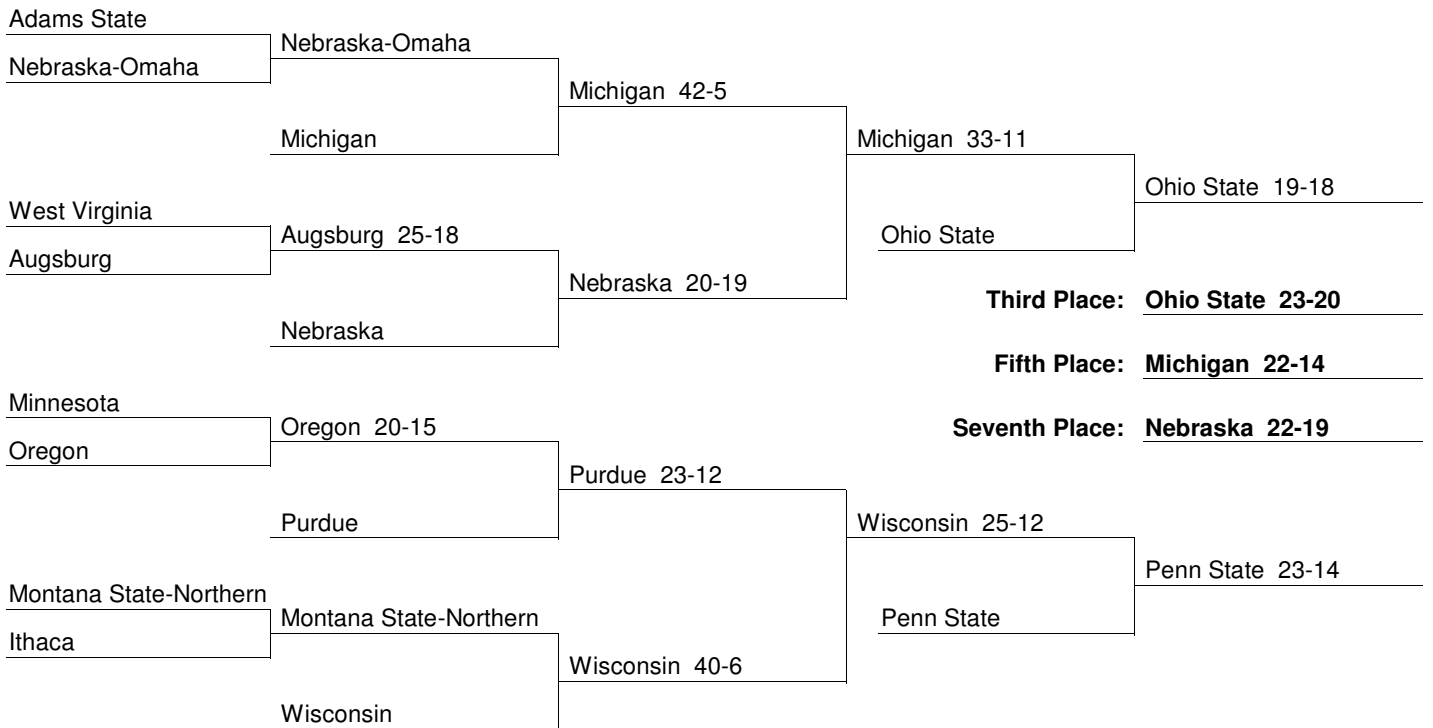 Adams State
Nebraska-Omaha
Nebraska-Omaha
Michigan 42-5
Michigan
Michigan 33-11
Ohio State 19-18
West Virginia
Augsburg 25-18
Ohio State
Augsburg
Nebraska 20-19
Third Place: Ohio State 23-20
Nebraska
Fifth Place: Michigan 22-14
Minnesota
Oregon 20-15
Seventh Place: Nebraska 22-19
Oregon
Purdue 23-12
Purdue
Wisconsin 25-12
Penn State 23-14
Montana State-Northern
Montana State-Northern
Penn State
Ithaca
Wisconsin 40-6
Wisconsin